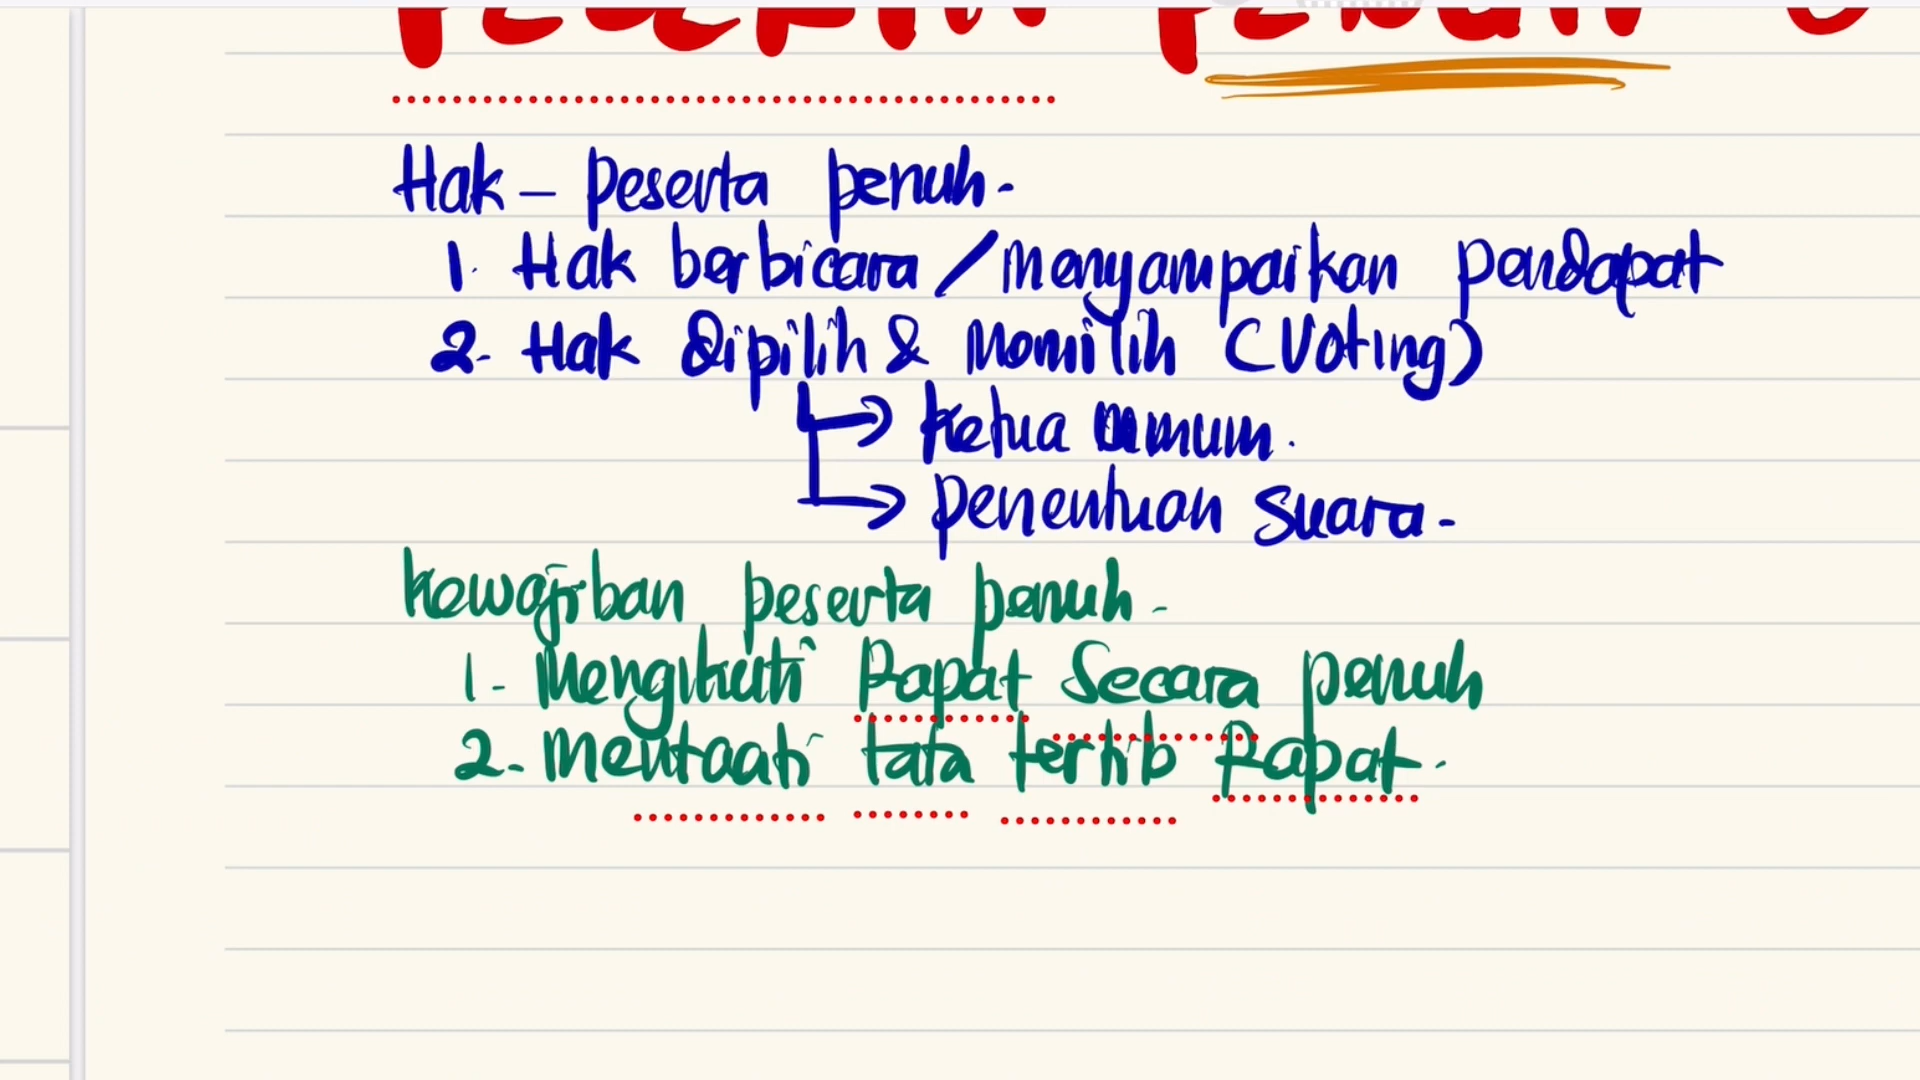 Hak - Peserta penuh.
1. Hak berbicara / Menyampaikan pendapat
2. Hak dipilih & Memilih (Voting)
→ Ketua umum.
→ Penentuan Suara.
Kewajiban peserta penuh.
1. Mengikuti Rapat Secara penuh
2. Mentaati tata tertib Rapat.